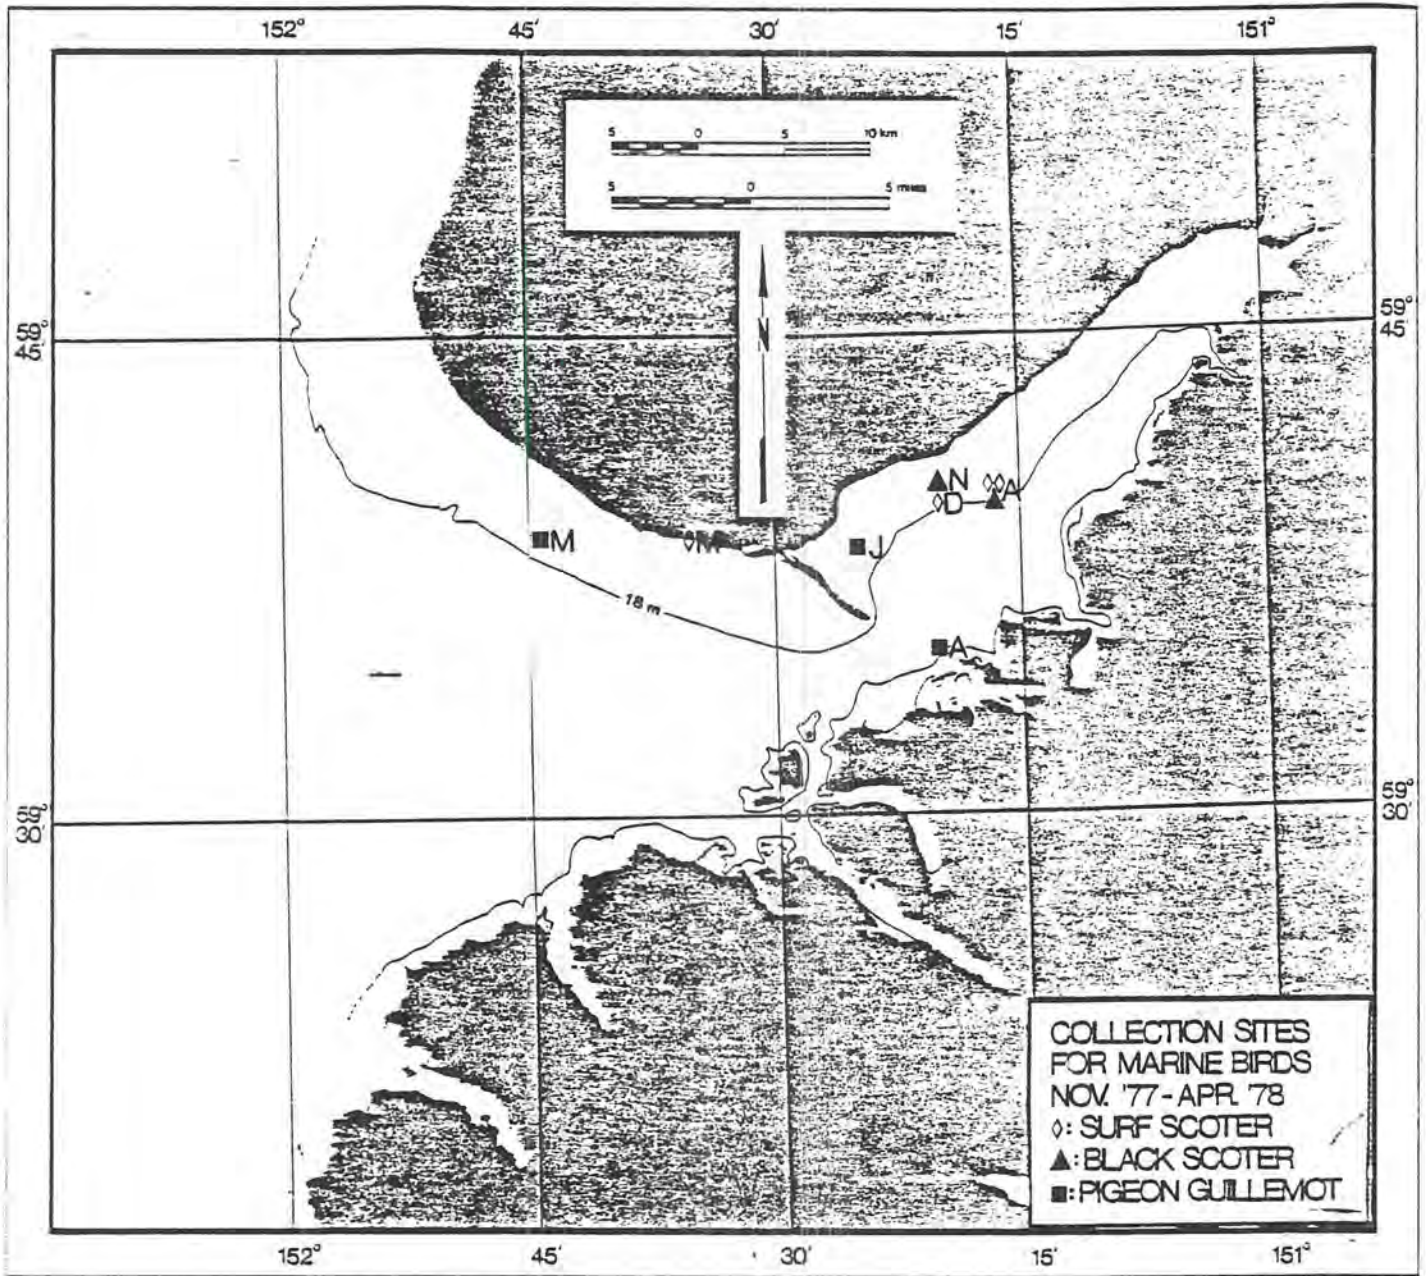 152° 45' 30' 15' 151°
5 0 5 10 km
5 0 5 miles
N
59° 45'
59° 45'
N
A
D
M
M
J
18 m
A
59° 30'
59° 30'
COLLECTION SITES
FOR MARINE BIRDS
NOV. '77 - APR. '78
◊: SURF SCOTER
▲: BLACK SCOTER
■: PIGEON GUILLEMOT
152° 45' 30' 15' 151°